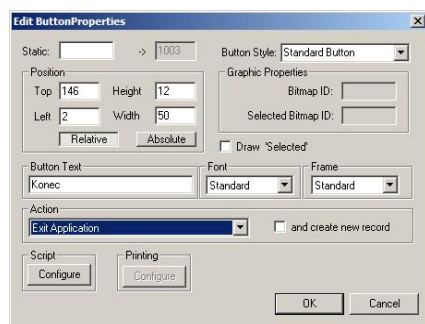 Edit ButtonProperties
Static: -> 1003
Button Style: Standard Button
Position
Top 146 Height 12
Left 2 Width 50
Relative Absolute
Graphic Properties
Bitmap ID:
Selected Bitmap ID:
Draw 'Selected'
Button Text
Konec
Font
Standard
Frame
Standard
Action
Exit Application
and create new record
Script
Configure
Printing
Configure
OK Cancel